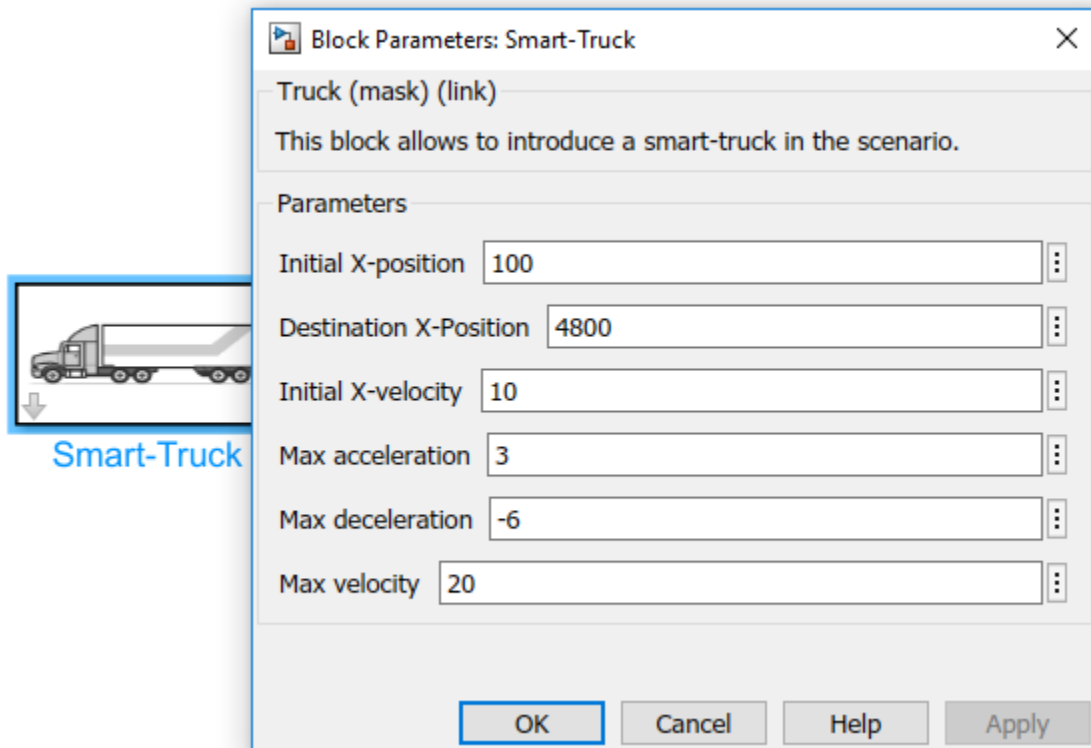 Block Parameters: Smart-Truck
Truck (mask) (link)
This block allows to introduce a smart-truck in the scenario.
Parameters
Initial X-position 100
Destination X-Position 4800
Initial X-velocity 10
Max acceleration 3
Max deceleration -6
Max velocity 20
Smart-Truck
OK Cancel Help Apply